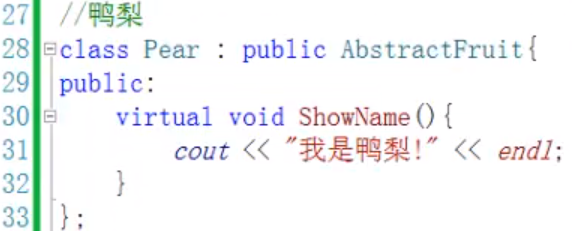 27 //鸭梨
28 class Pear : public AbstractFruit{
29 public:
30     virtual void ShowName(){
31         cout << "我是鸭梨!" << endl;
32     }
33 };